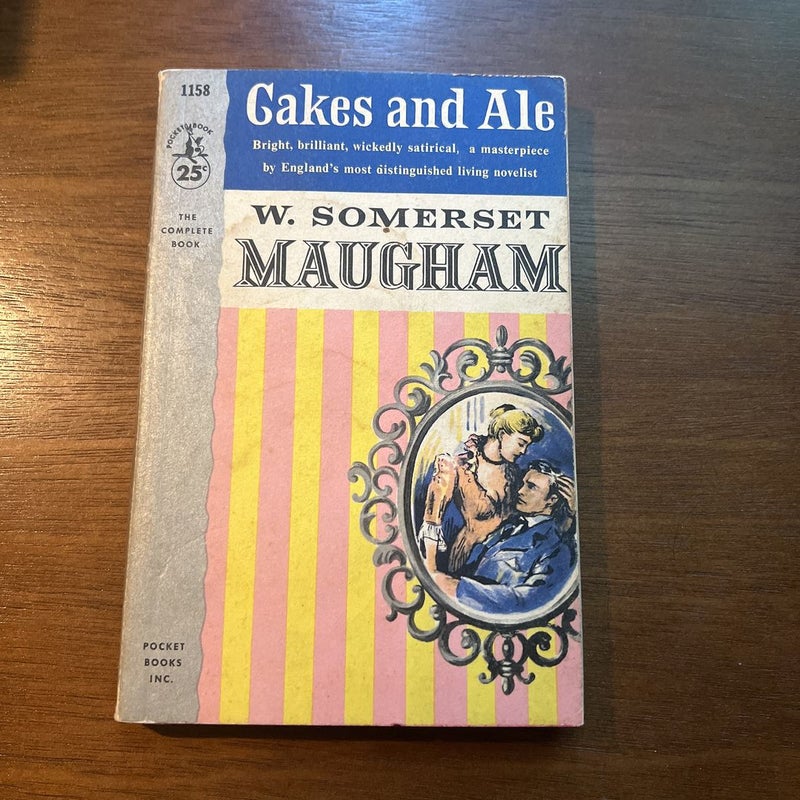 1158
POCKET BOOK
25¢
THE
COMPLETE
BOOK
POCKET
BOOKS
INC.
Cakes and Ale
Bright, brilliant, wickedly satirical, a masterpiece
by England's most distinguished living novelist
W. SOMERSET
MAUGHAM